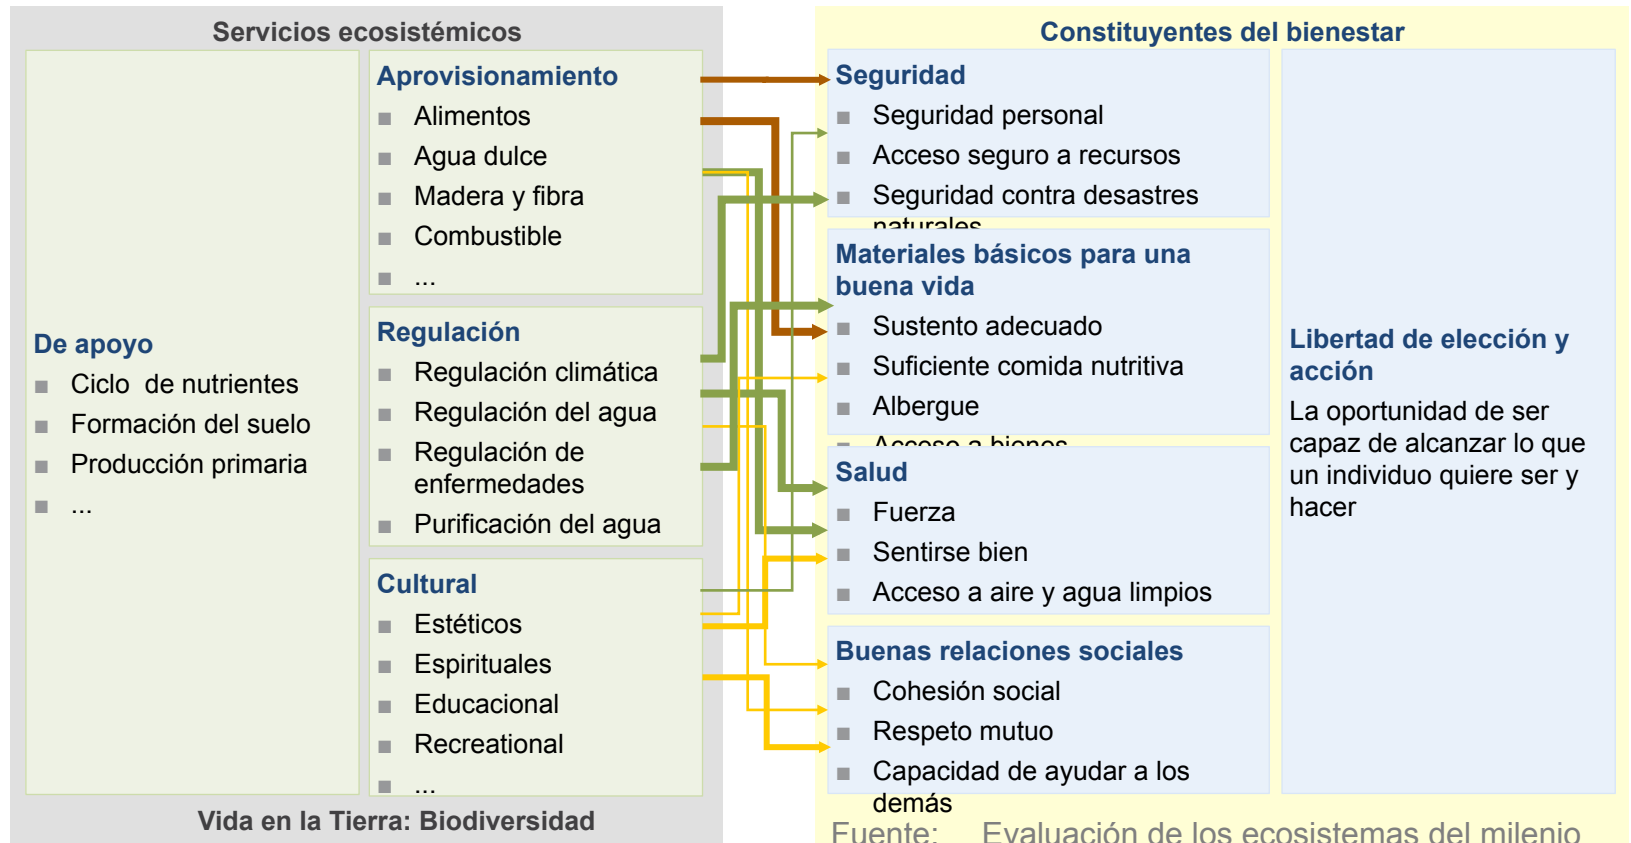 Servicios ecosistémicos
De apoyo
Ciclo de nutrientes
Formación del suelo
Producción primaria
...
Aprovisionamiento
Alimentos
Agua dulce
Madera y fibra
Combustible
...
Regulación
Regulación climática
Regulación del agua
Regulación de
enfermedades
Purificación del agua
Cultural
Estéticos
Espirituales
Educacional
Recreational
...
Vida en la Tierra: Biodiversidad
Constituyentes del bienestar
Seguridad
Seguridad personal
Acceso seguro a recursos
Seguridad contra desastres
naturales
Materiales básicos para una
buena vida
Sustento adecuado
Suficiente comida nutritiva
Albergue
Acceso a bienes
Salud
Fuerza
Sentirse bien
Acceso a aire y agua limpios
Buenas relaciones sociales
Cohesión social
Respeto mutuo
Capacidad de ayudar a los
demás
Libertad de elección y
acción
La oportunidad de ser
capaz de alcanzar lo que
un individuo quiere ser y
hacer
Fuente: Evaluación de los ecosistemas del milenio